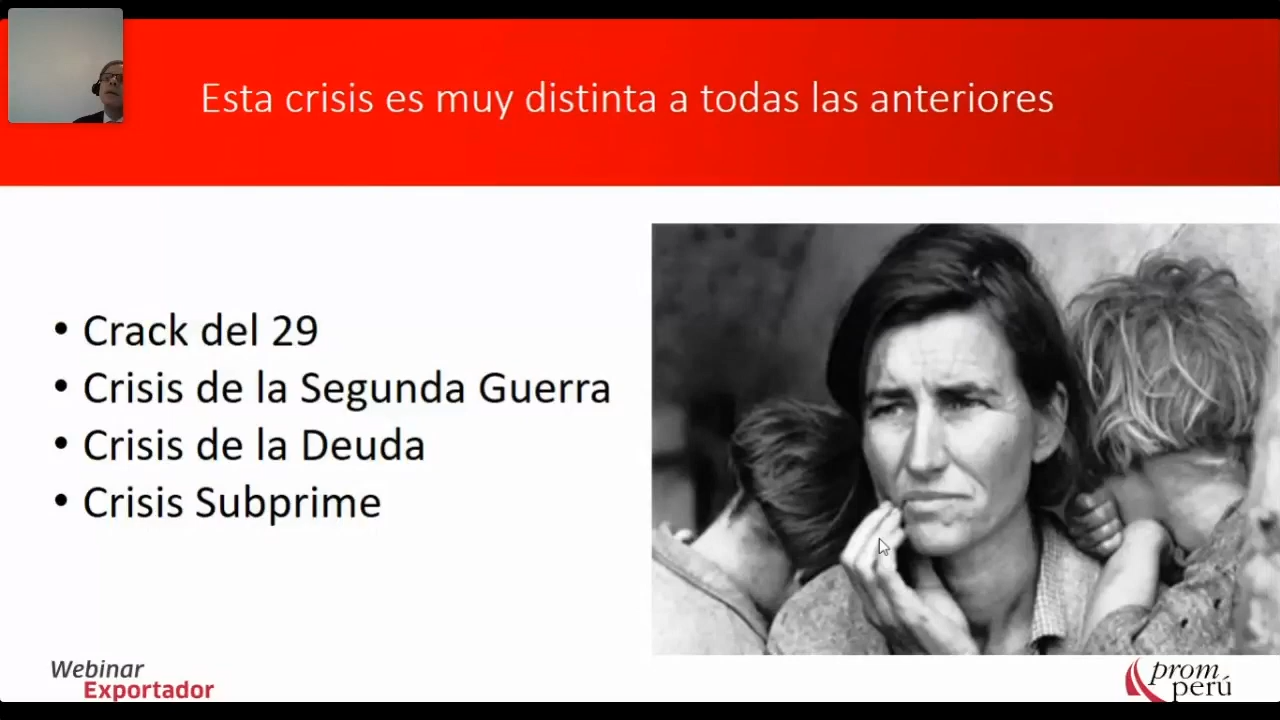 Esta crisis es muy distinta a todas las anteriores
• Crack del 29
• Crisis de la Segunda Guerra
• Crisis de la Deuda
• Crisis Subprime
Webinar
Exportador
prom
perú